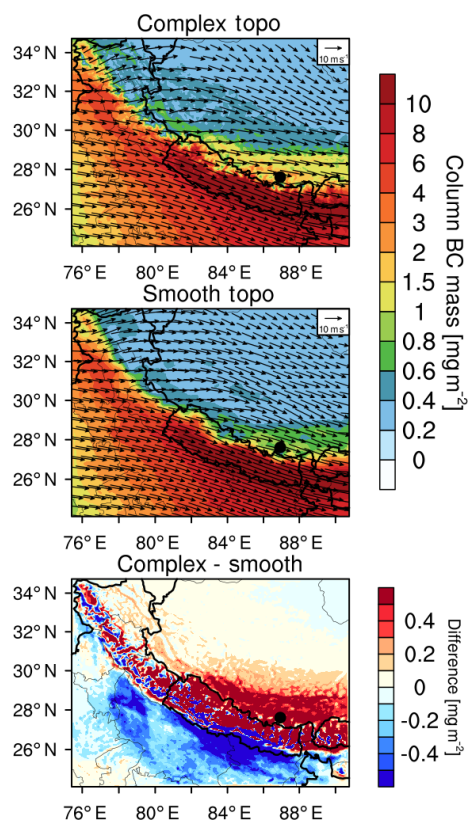 Complex topo
34° N
32° N
30° N
28° N
26° N
10 m s⁻¹
76° E
80° E
84° E
88° E
Smooth topo
34° N
32° N
30° N
28° N
26° N
10 m s⁻¹
76° E
80° E
84° E
88° E
10
8
6
4
3
2
1.5
1
0.8
0.6
0.4
0.2
0
Column BC mass [mg m⁻²]
Complex - smooth
34° N
32° N
30° N
28° N
26° N
76° E
80° E
84° E
88° E
0.4
0.2
0
-0.2
-0.4
Difference [mg m⁻²]